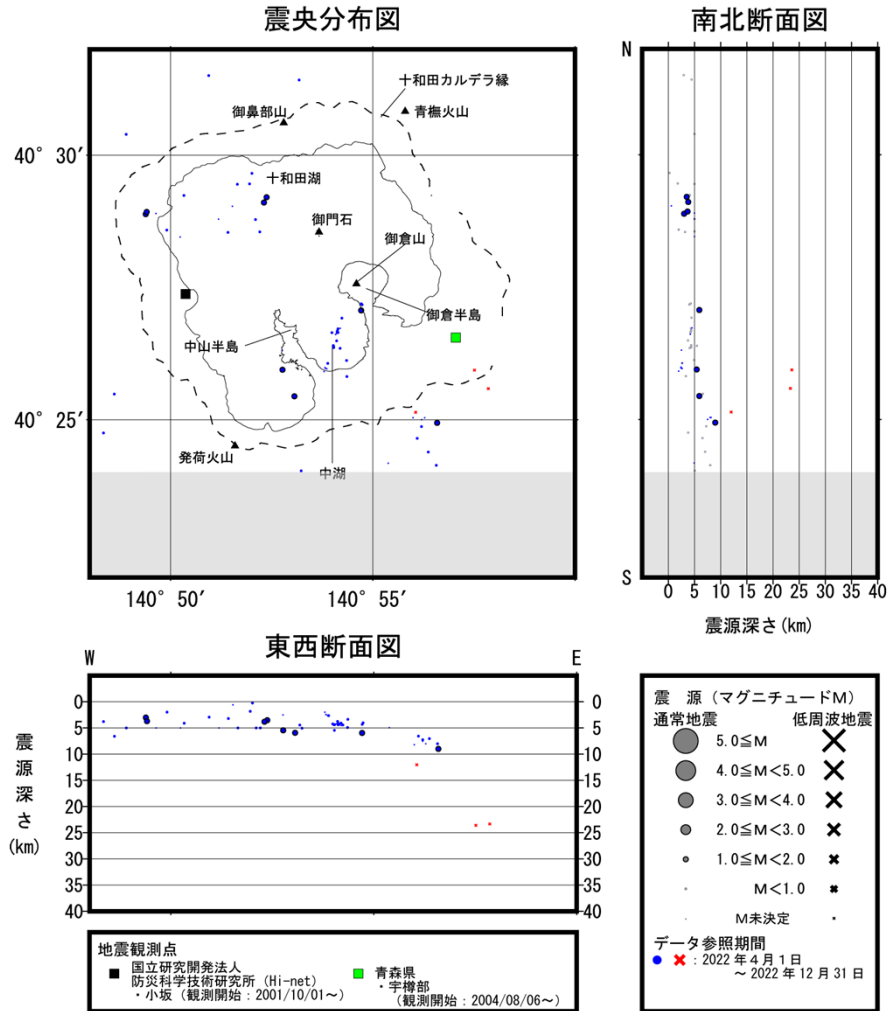 震央分布図
十和田カルデラ縁
御鼻部山
青橅火山
40° 30′
十和田湖
御門石
御倉山
御倉半島
中山半島
40° 25′
発荷火山
中湖
140° 50′
140° 55′
南北断面図
N
S
0 5 10 15 20 25 30 35 40
震源深さ(km)
東西断面図
W
E
0
5
10
15
20
25
30
35
40
震源深さ
(km)
0
5
10
15
20
25
30
35
40
地震観測点
国立研究開発法人
防災科学技術研究所 (Hi-net)
・小坂 (観測開始：2001/10/01～)
青森県
・宇樽部
(観測開始：2004/08/06～)
震 源 (マグニチュードM)
通常地震 低周波地震
5.0≦M
4.0≦M<5.0
3.0≦M<4.0
2.0≦M<3.0
1.0≦M<2.0
M<1.0
M未決定
データ参照期間
：2022 年 4 月 1 日
～ 2022 年 12 月 31 日